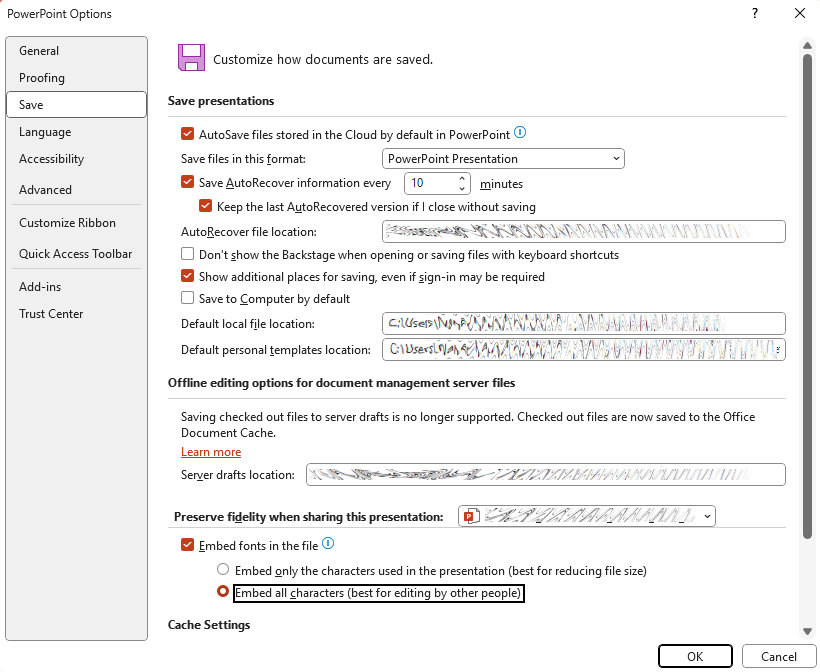 PowerPoint Options
?
General
Proofing
Save
Language
Accessibility
Advanced
Customize Ribbon
Quick Access Toolbar
Add-ins
Trust Center
Customize how documents are saved.
Save presentations
AutoSave files stored in the Cloud by default in PowerPoint
Save files in this format: PowerPoint Presentation
Save AutoRecover information every 10 minutes
Keep the last AutoRecovered version if I close without saving
AutoRecover file location:
Don't show the Backstage when opening or saving files with keyboard shortcuts
Show additional places for saving, even if sign-in may be required
Save to Computer by default
Default local file location: C:\Users\
Default personal templates location: C:\Users\
Offline editing options for document management server files
Saving checked out files to server drafts is no longer supported. Checked out files are now saved to the Office
Document Cache.
Learn more
Server drafts location:
Preserve fidelity when sharing this presentation:
Embed fonts in the file
Embed only the characters used in the presentation (best for reducing file size)
Embed all characters (best for editing by other people)
Cache Settings
OK
Cancel